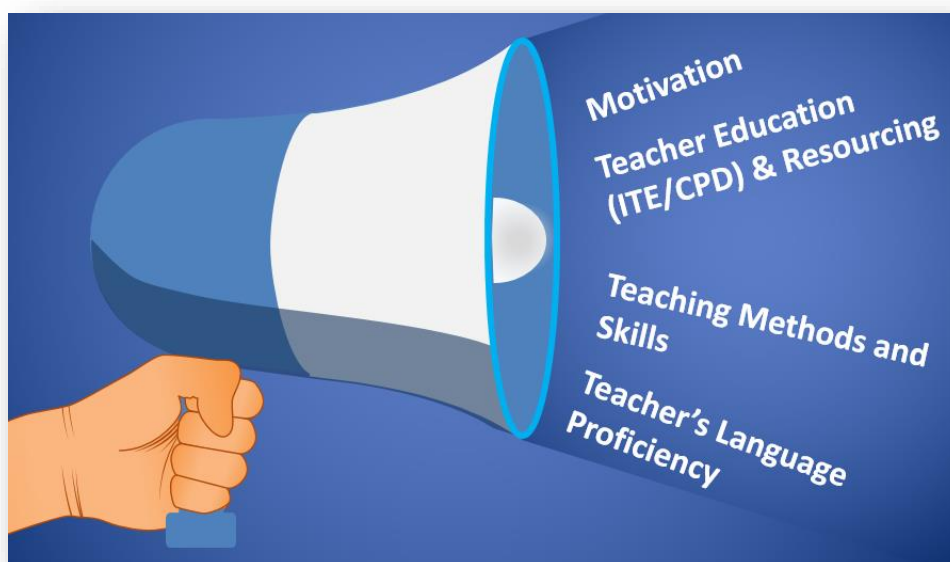 Motivation
Teacher Education
(ITE/CPD) & Resourcing
Teaching Methods and
Skills
Teacher’s Language
Proficiency